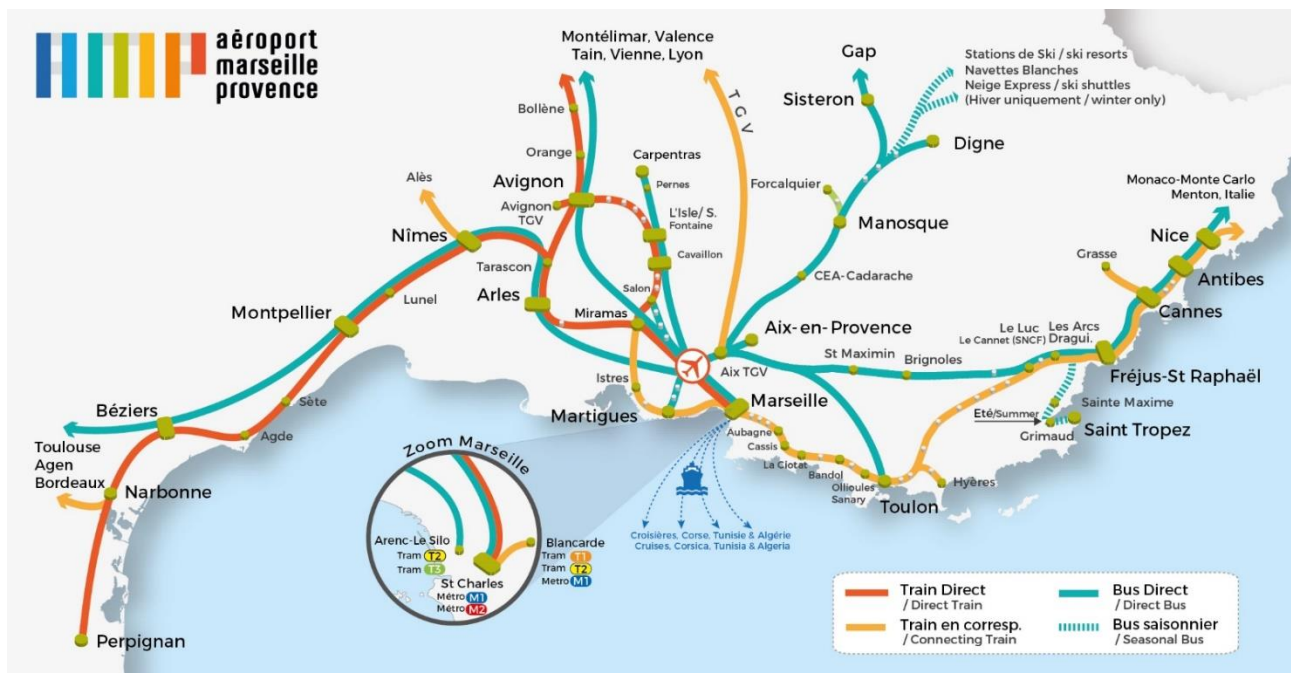 aéroport
marseille
provence
Montélimar, Valence
Tain, Vienne, Lyon
TGV
Gap
Sisteron
Stations de Ski / ski resorts
Navettes Blanches
Neige Express / ski shuttles
(Hiver uniquement / winter only)
Digne
Bollène
Orange
Carpentras
Pernes
Forcalquier
Alès
Avignon
Avignon
TGV
L'Isle/ S.
Fontaine
Manosque
Monaco-Monte Carlo
Menton, Italie
Nîmes
Cavaillon
Nice
Tarascon
CEA-Cadarache
Grasse
Antibes
Lunel
Arles
Salon
Cannes
Montpellier
Miramas
Aix-en-Provence
Le Luc
Le Cannet (SNCF)
Les Arcs
Dragui.
St Maximin
Brignoles
Aix TGV
Fréjus-St Raphaël
Istres
Béziers
Sète
Martigues
Marseille
Sainte Maxime
Eté/Summer
Grimaud
Saint Tropez
Agde
Toulouse
Agen
Bordeaux
Aubagne
Cassis
La Ciotat
Bandol
Ollioules
Sanary
Toulon
Hyères
Narbonne
Zoom Marseille
Arenc-Le Silo
Tram T2
Tram T3
St Charles
Métro M1
Métro M2
Blancarde
Tram T1
Tram T2
Metro M1
Croisières, Corse, Tunisie & Algérie
Cruises, Corsica, Tunisia & Algeria
Perpignan
Train Direct
/ Direct Train
Bus Direct
/ Direct Bus
Train en corresp.
/ Connecting Train
Bus saisonnier
/ Seasonal Bus